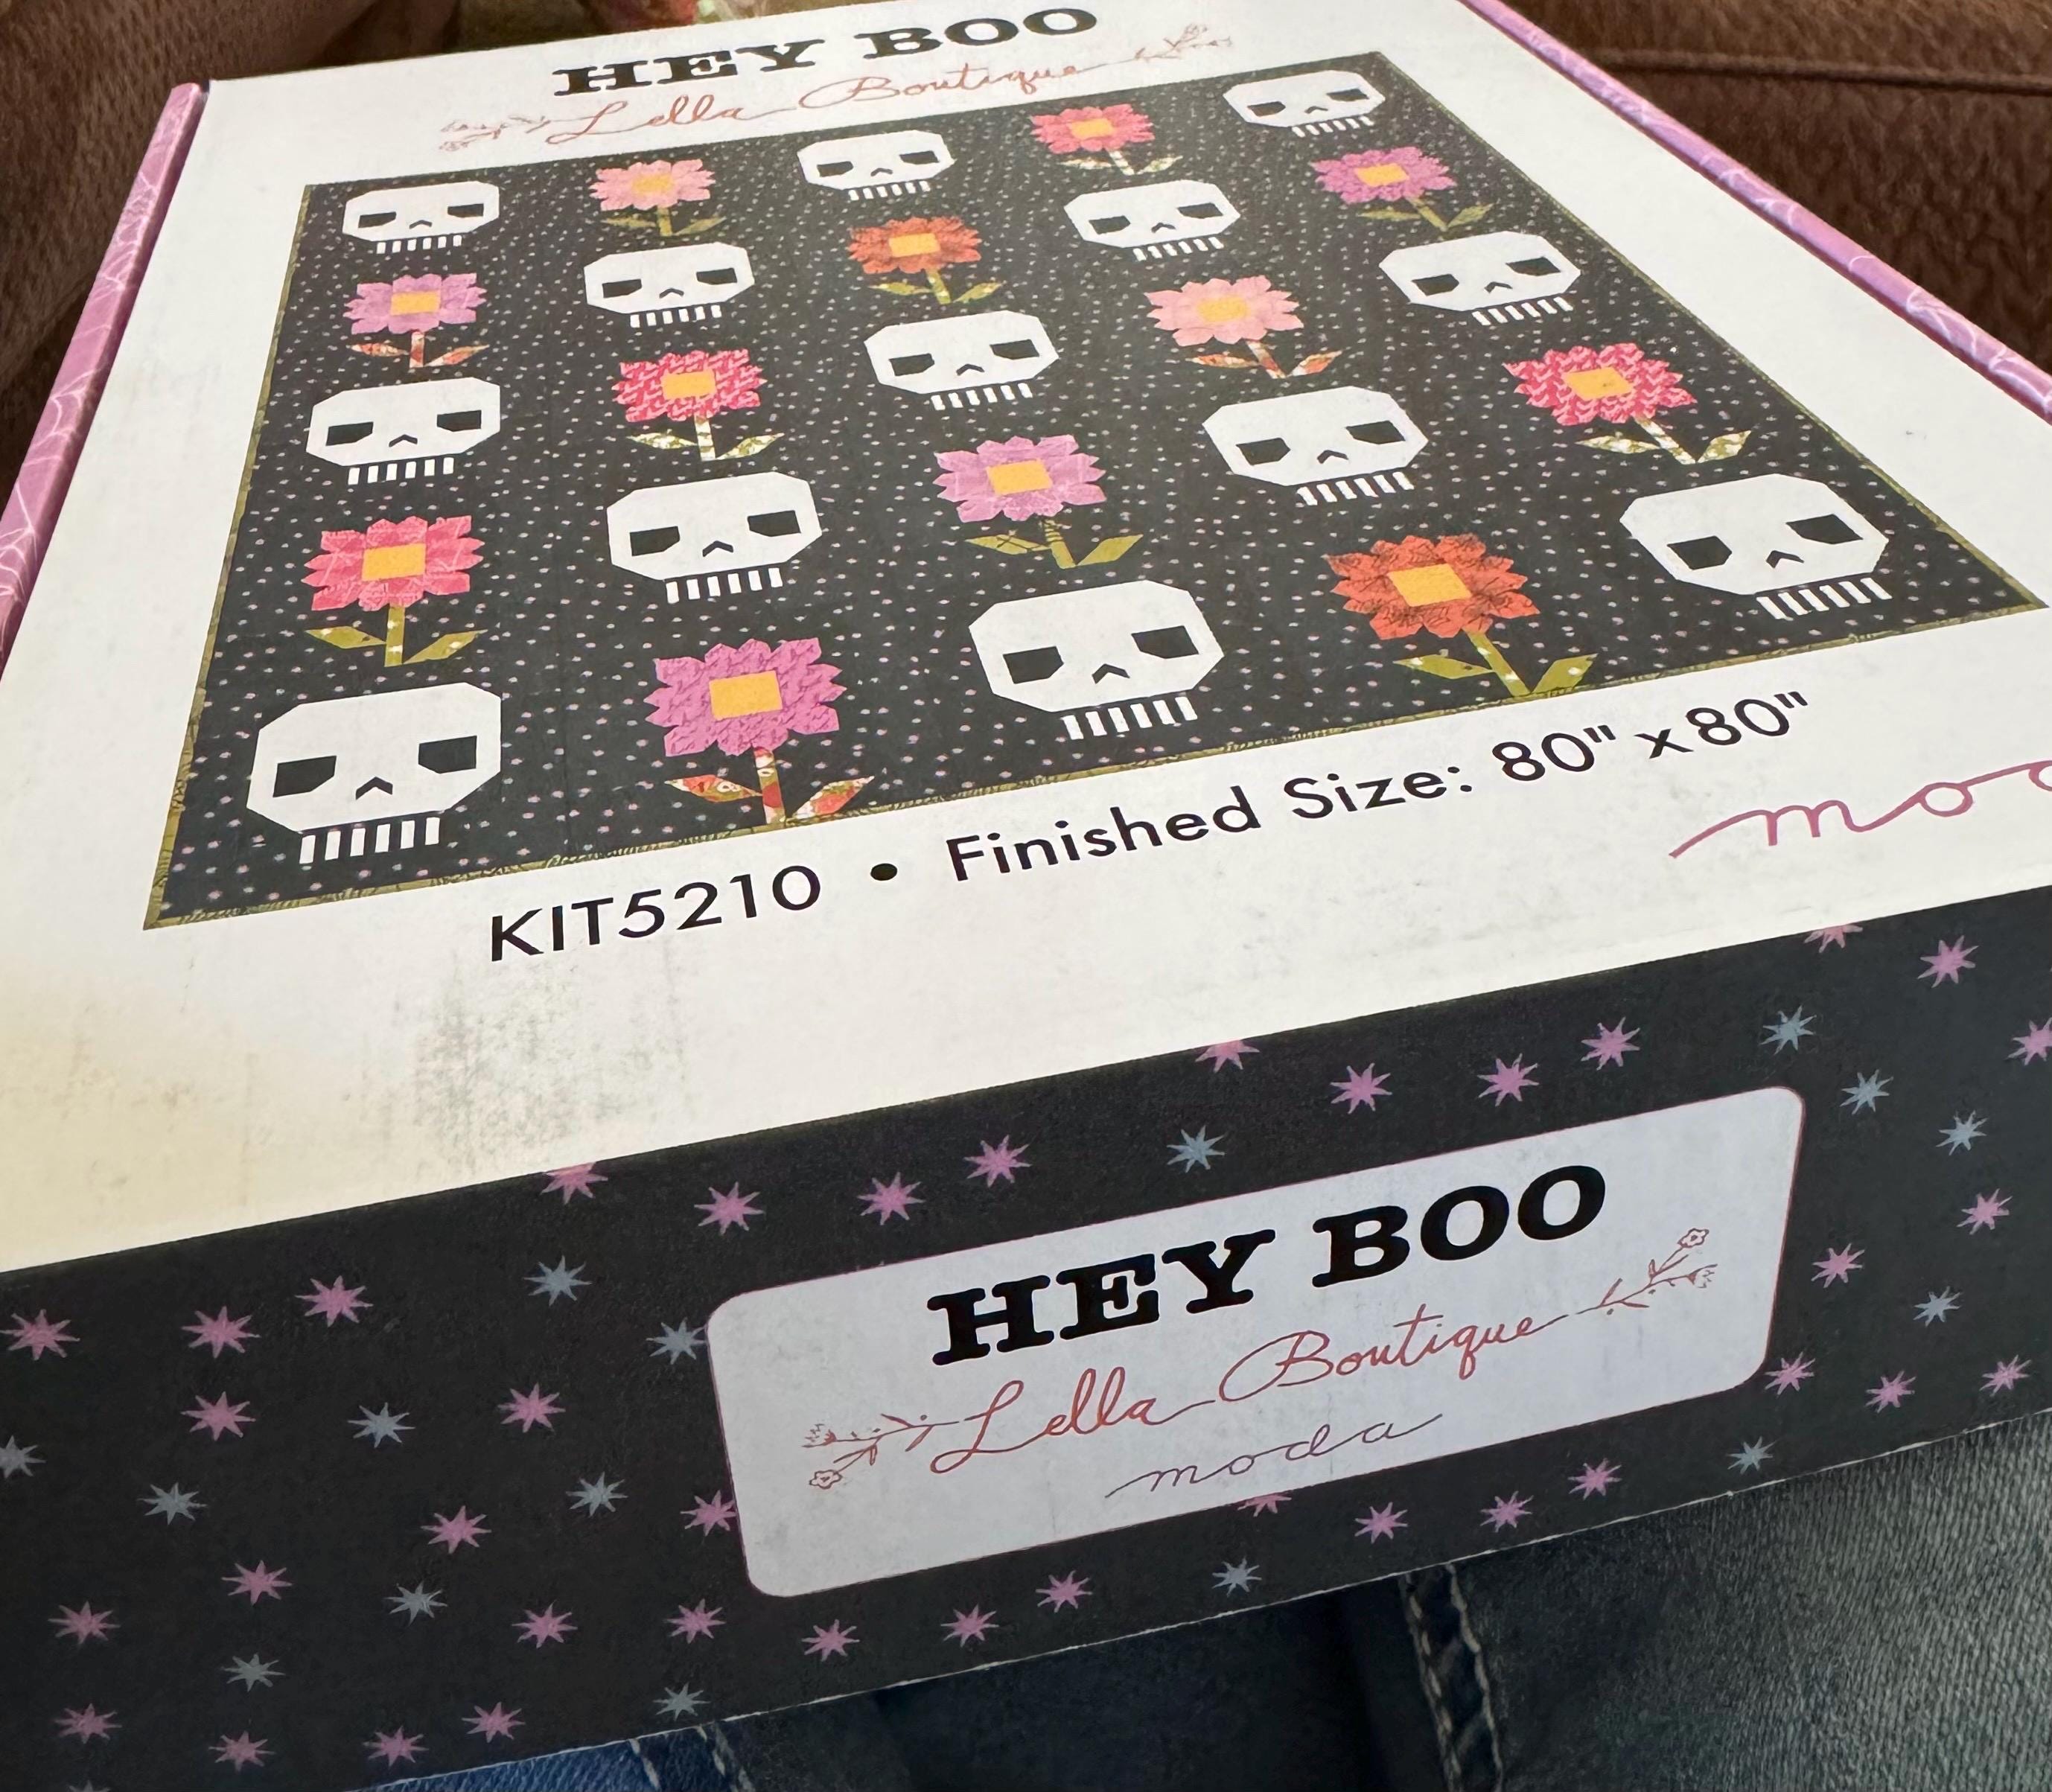 HEY BOO
Lella Boutique
KIT5210 • Finished Size: 80" x 80"
HEY BOO
Lella Boutique
moda